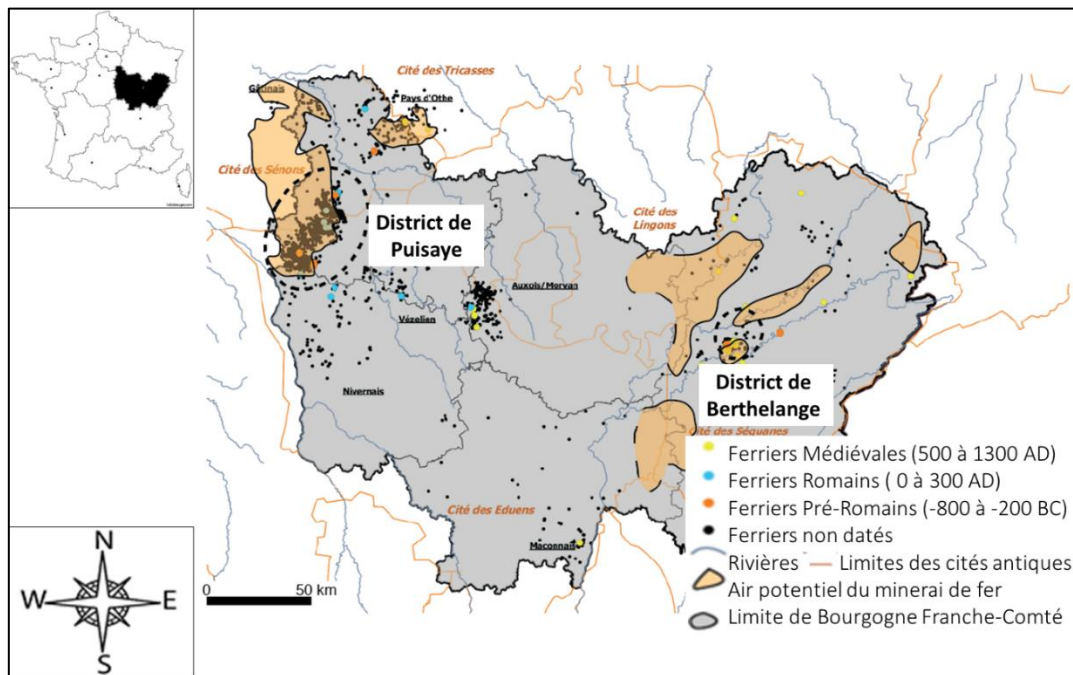 Cité des Tricasses
Gâtinais
Pays d'Othe
Cité des Sénons
Cité des
Lingons
District de
Puisaye
Auxois/Morvan
Vézelien
Nivernais
District de
Berthelange
Cité des Séquanes
Cité des Eduens
Maconnais
0 50 km
N
W E
S
Ferriers Médiévales (500 à 1300 AD)
Ferriers Romains ( 0 à 300 AD)
Ferriers Pré-Romains (-800 à -200 BC)
Ferriers non datés
Rivières Limites des cités antiques
Air potentiel du minerai de fer
Limite de Bourgogne Franche-Comté